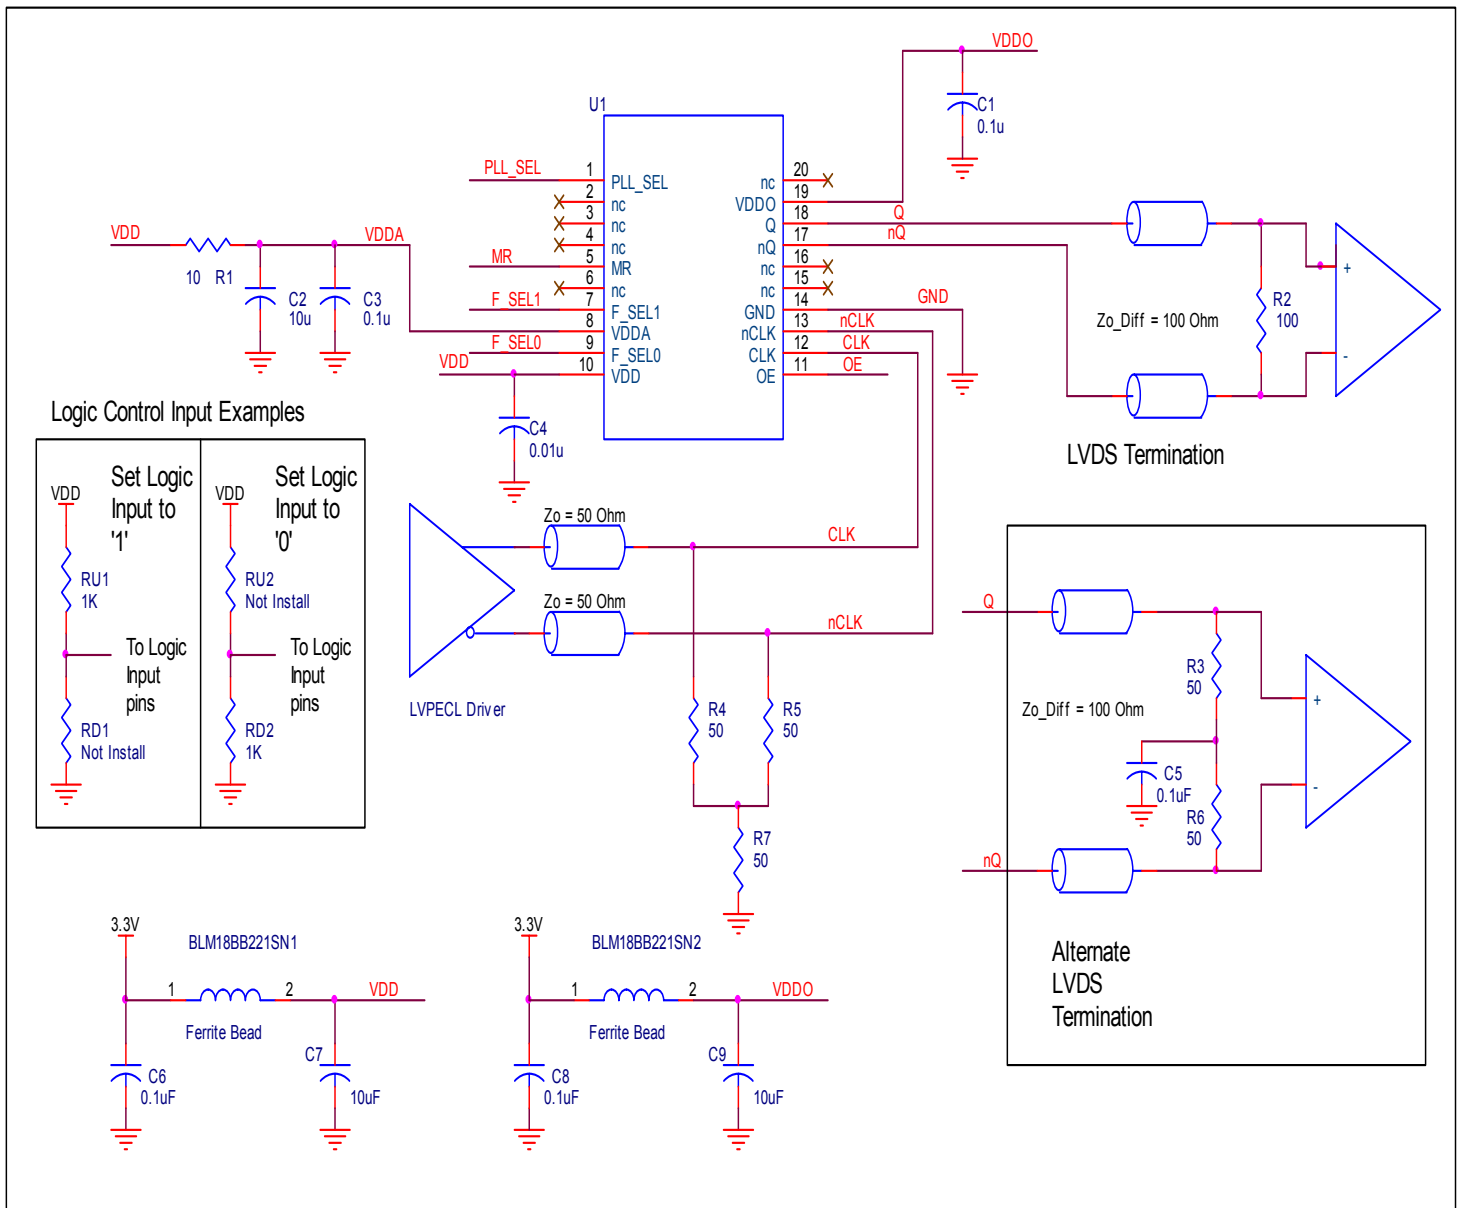 VDDO
C1
0.1u
U1
PLL_SEL
1
PLL_SEL
2
nc
3
nc
4
nc
MR
5
MR
6
nc
F_SEL1
7
F_SEL1
8
VDDA
F_SEL0
9
F_SEL0
VDD
10
VDD
20
nc
19
VDDO
18
Q
Q
17
nQ
nQ
16
nc
15
nc
14
GND
GND
13
nCLK
nCLK
12
CLK
CLK
11
OE
OE
VDD
VDDA
10 R1
C2
10u
C3
0.1u
C4
0.01u
Zo_Diff = 100 Ohm
R2
100
+
-
LVDS Termination
Logic Control Input Examples
Set Logic
Input to
'1'
VDD
RU1
1K
To Logic
Input
pins
RD1
Not Install
Set Logic
Input to
'0'
VDD
RU2
Not Install
To Logic
Input
pins
RD2
1K
Zo = 50 Ohm
CLK
Zo = 50 Ohm
nCLK
LVPECL Driver
R4
50
R5
50
R7
50
Q
R3
50
Zo_Diff = 100 Ohm
+
C5
0.1uF
-
R6
50
nQ
Alternate
LVDS
Termination
3.3V
BLM18BB221SN1
1
2
VDD
Ferrite Bead
C6
0.1uF
C7
10uF
3.3V
BLM18BB221SN2
1
2
VDDO
Ferrite Bead
C8
0.1uF
C9
10uF